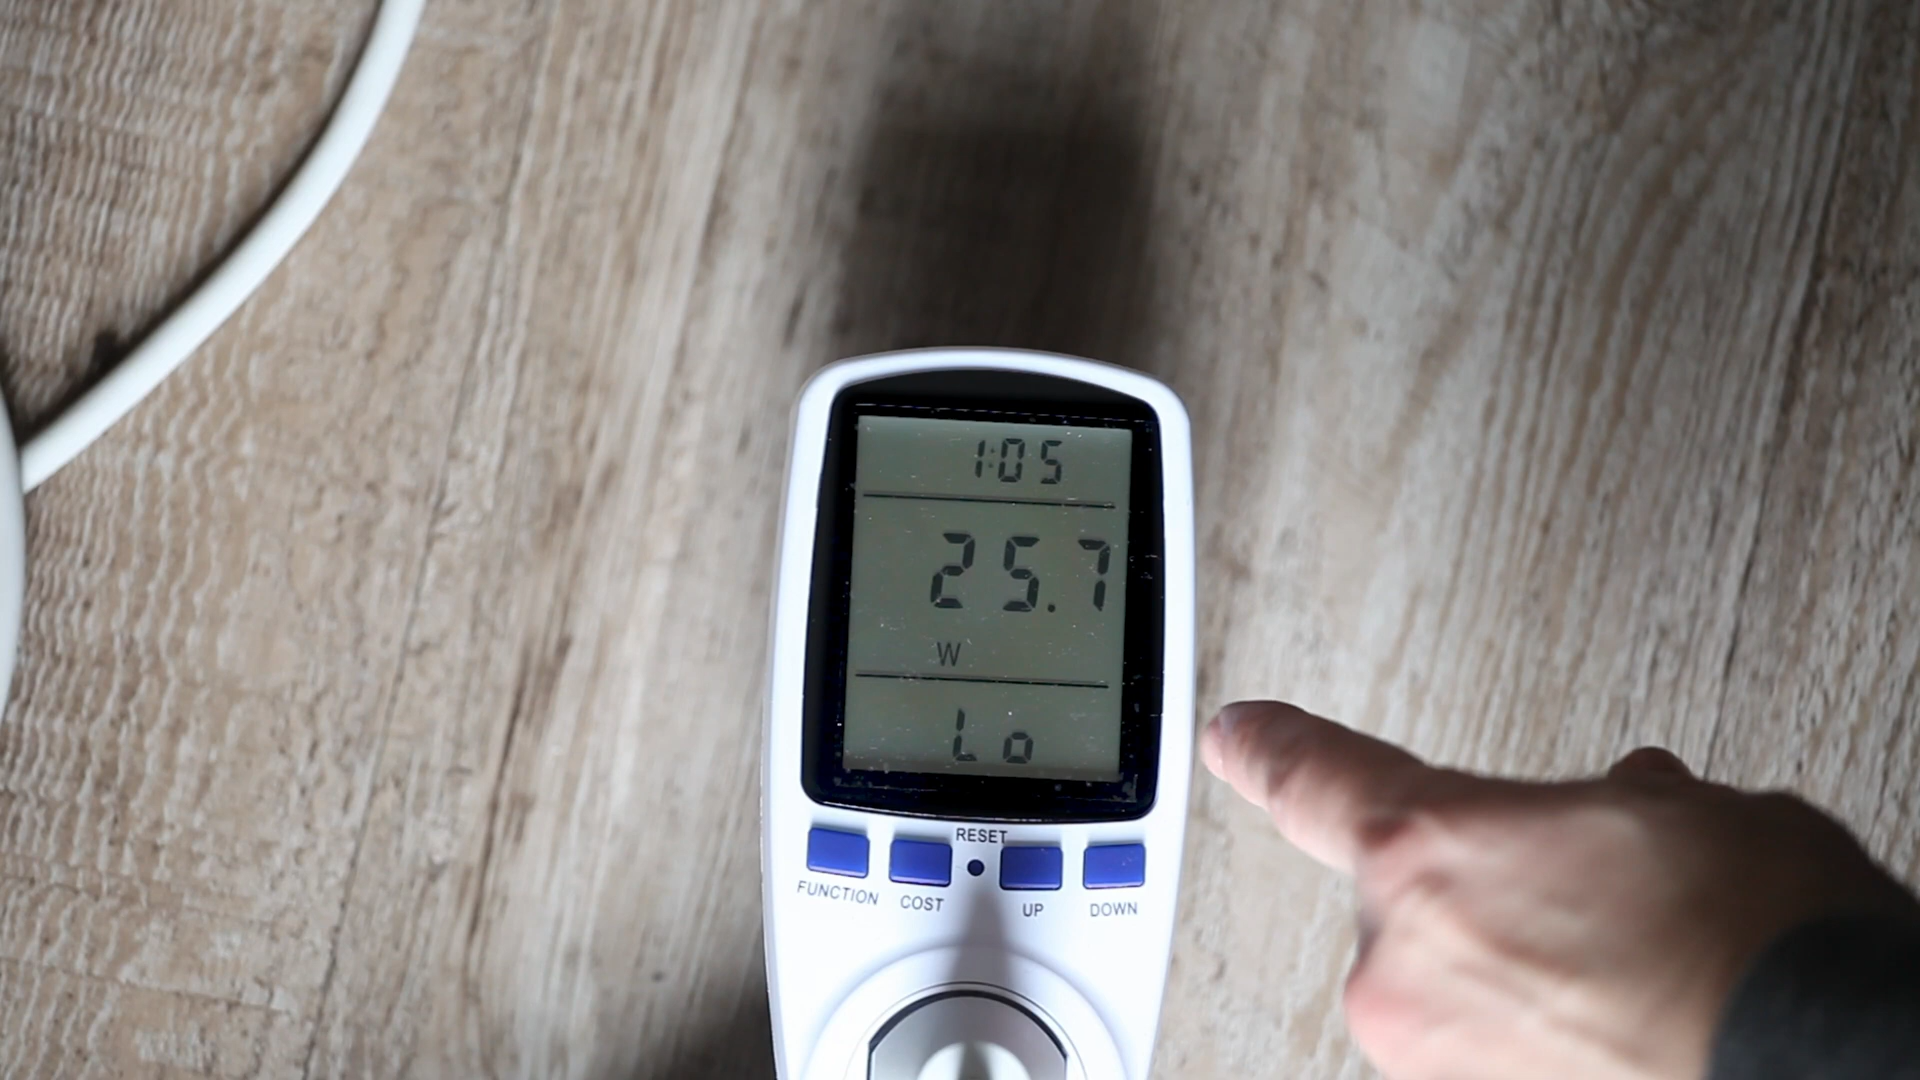 1:05
25.7
W
Lo
RESET
FUNCTION COST UP DOWN